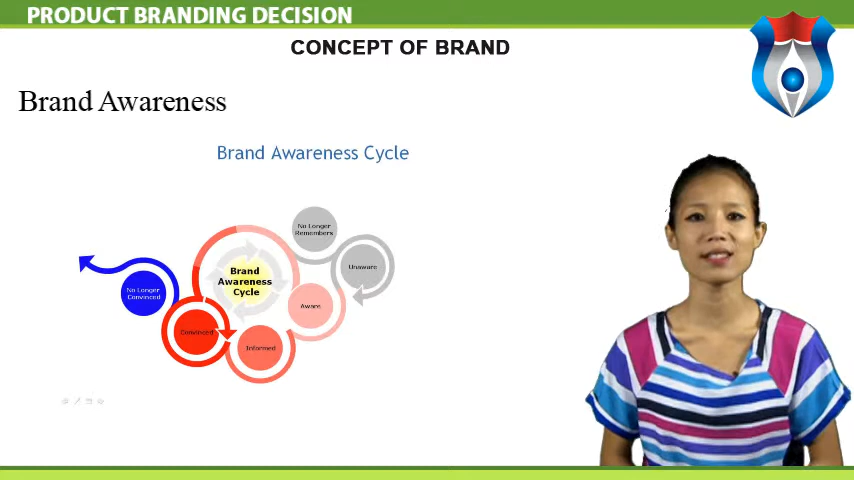 PRODUCT BRANDING DECISION
CONCEPT OF BRAND
Brand Awareness
Brand Awareness Cycle
No Longer
Remembers
Unaware
Brand
Awareness
Cycle
No Longer
Convinced
Aware
Convinced
Informed